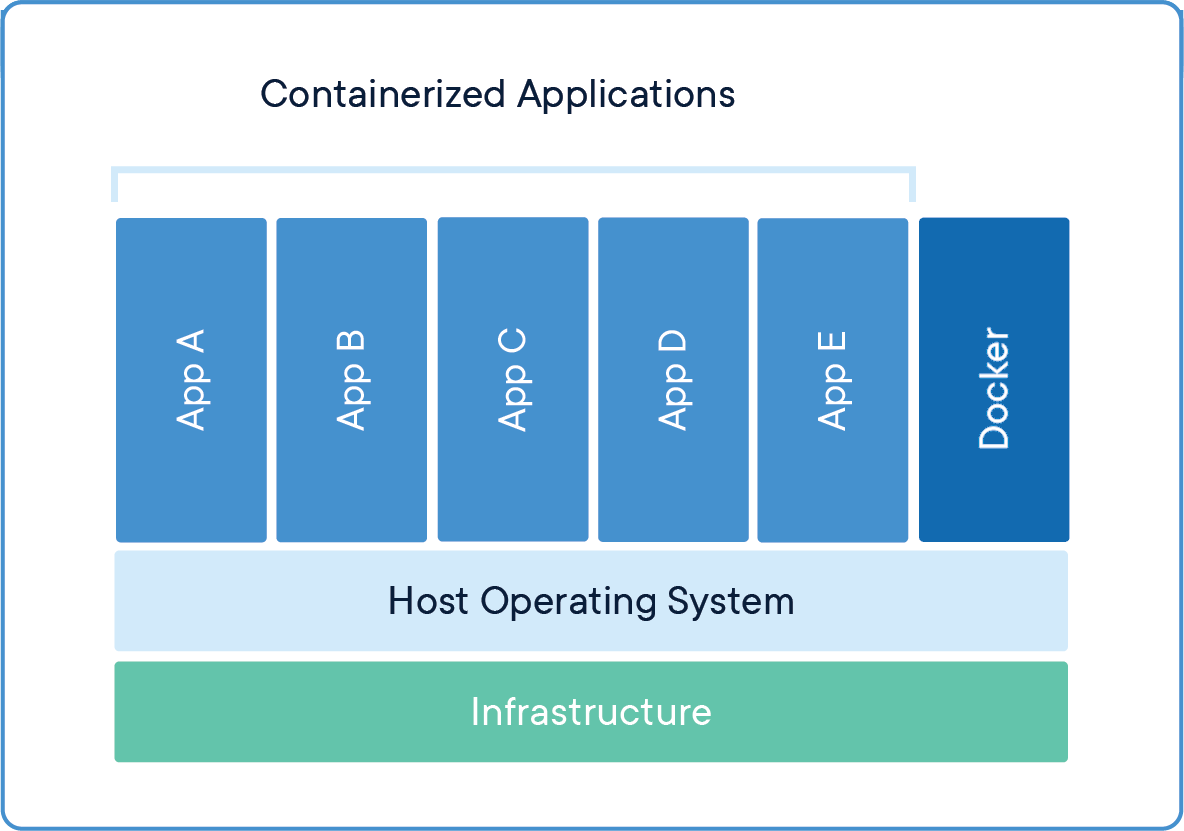 Containerized Applications
App A
App B
App C
App D
App E
Docker
Host Operating System
Infrastructure